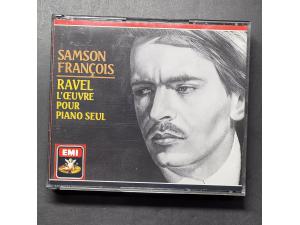 SAMSON
FRANÇOIS
RAVEL
L'ŒUVRE
POUR
PIANO SEUL
EMI